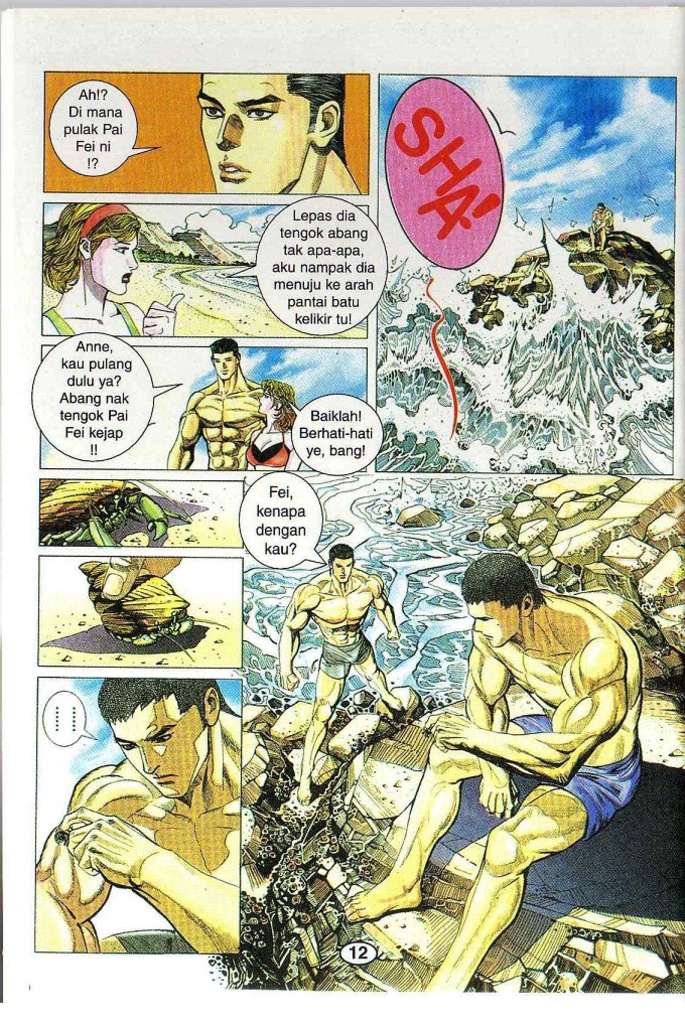 Ah!?
Di mana
pulak Pai
Fei ni
!?
SHA!
Lepas dia
tengok abang
tak apa-apa,
aku nampak dia
menuju ke arah
pantai batu
kelikir tu!
Anne,
kau pulang
dulu ya?
Abang nak
tengok Pai
Fei kejap
!!
Baiklah!
Berhati-hati
ye, bang!
Fei,
kenapa
dengan
kau?
......
12